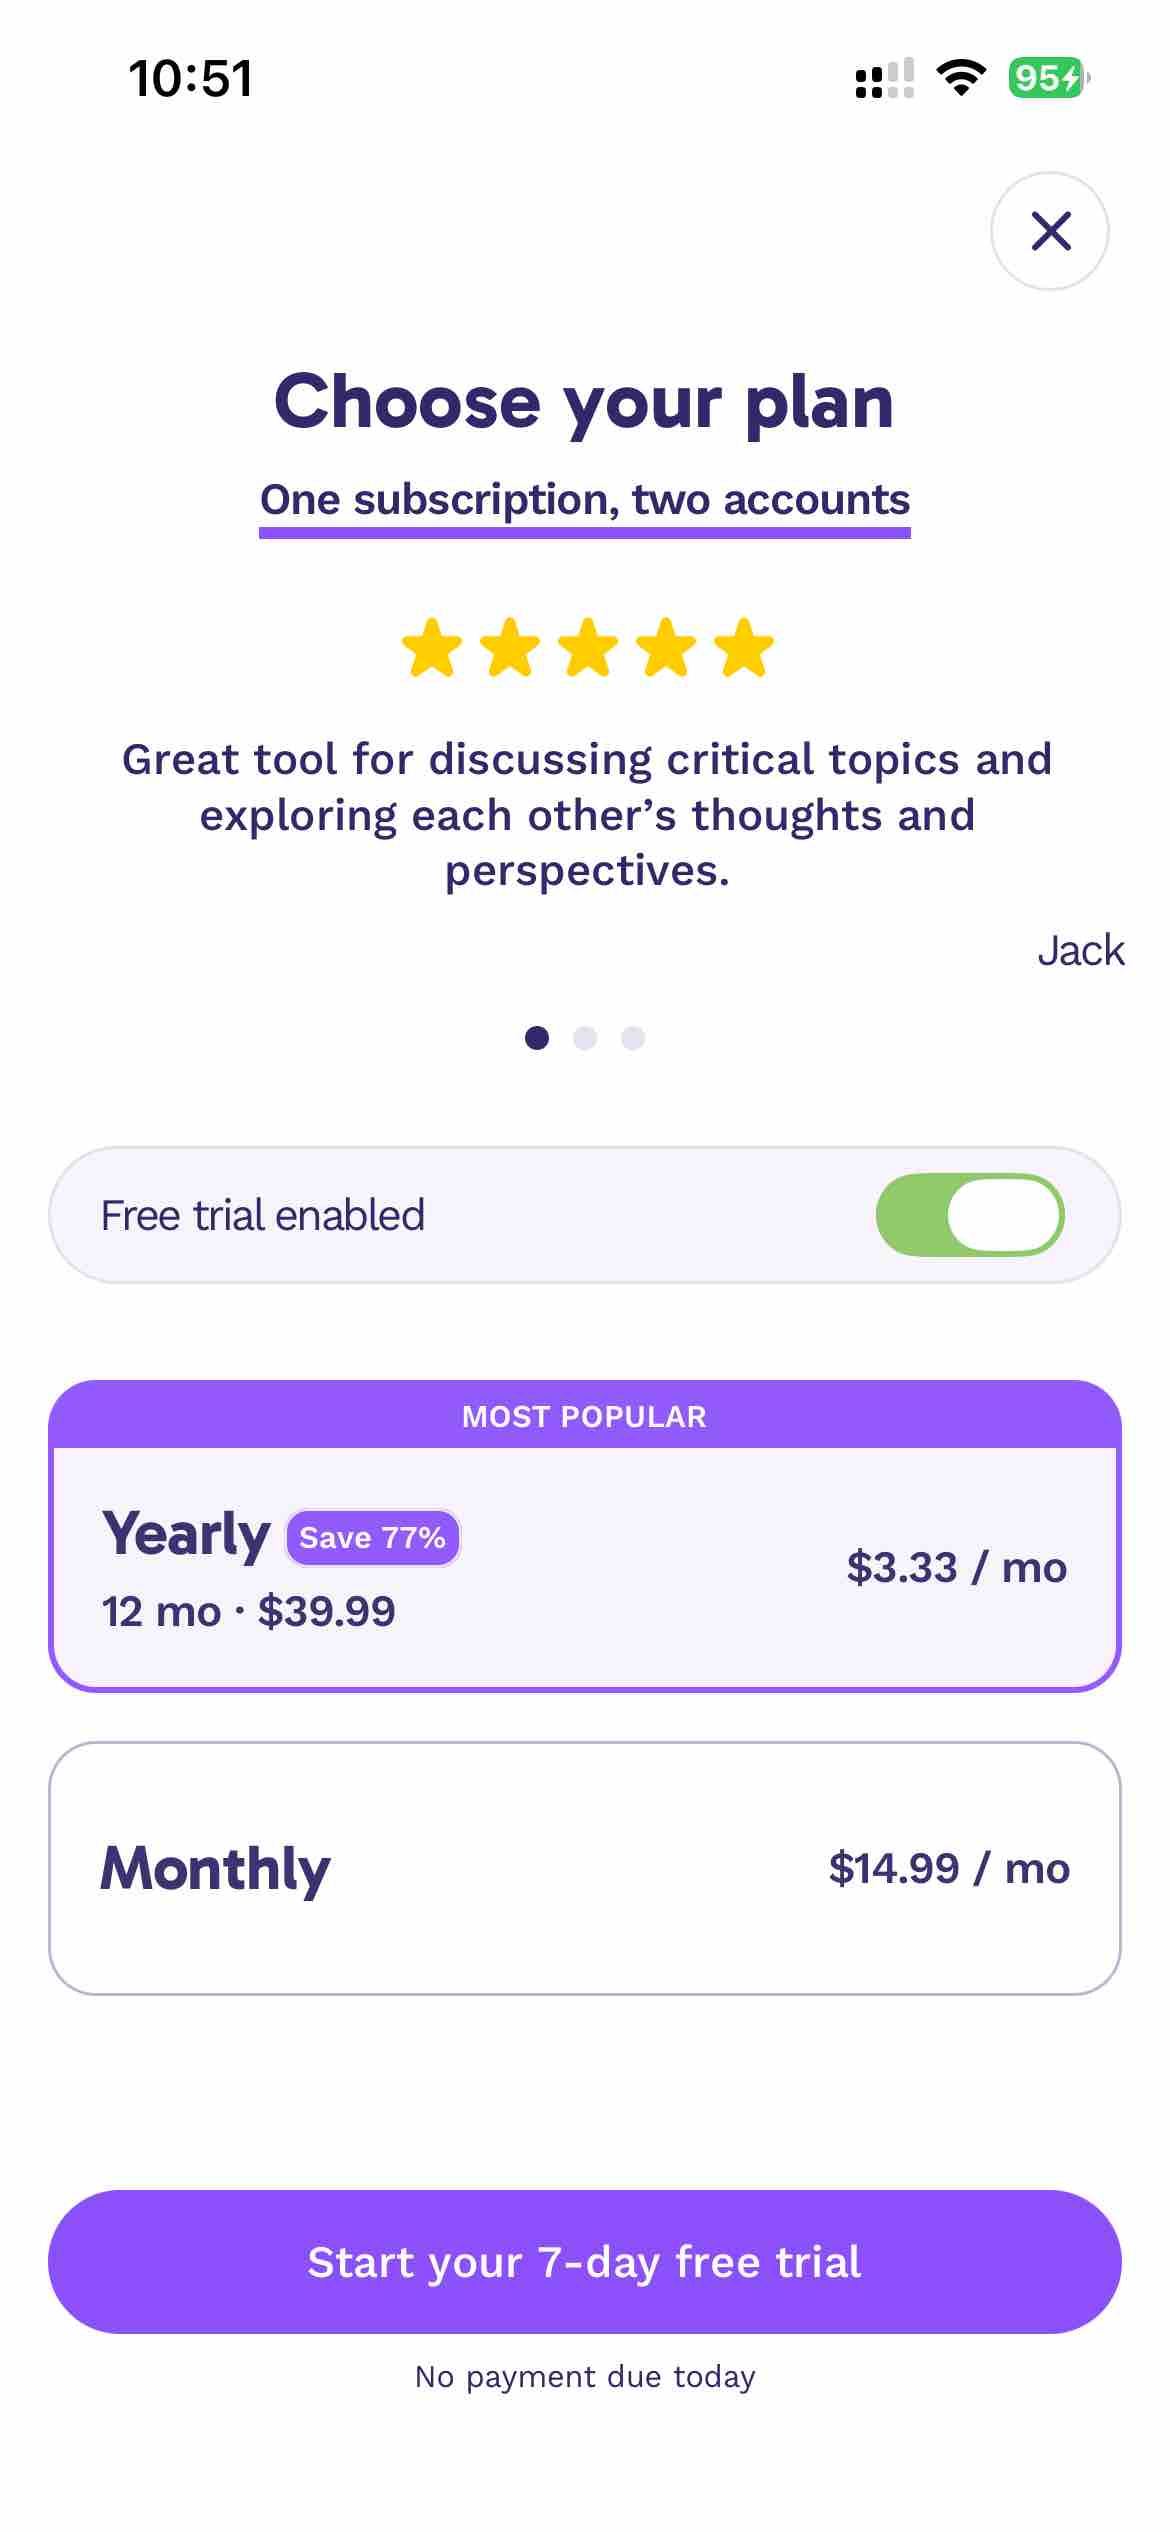 10:51
95
Choose your plan
One subscription, two accounts
Great tool for discussing critical topics and
exploring each other’s thoughts and
perspectives.
Jack
Free trial enabled
MOST POPULAR
Yearly Save 77%
$3.33 / mo
12 mo · $39.99
Monthly
$14.99 / mo
Start your 7-day free trial
No payment due today